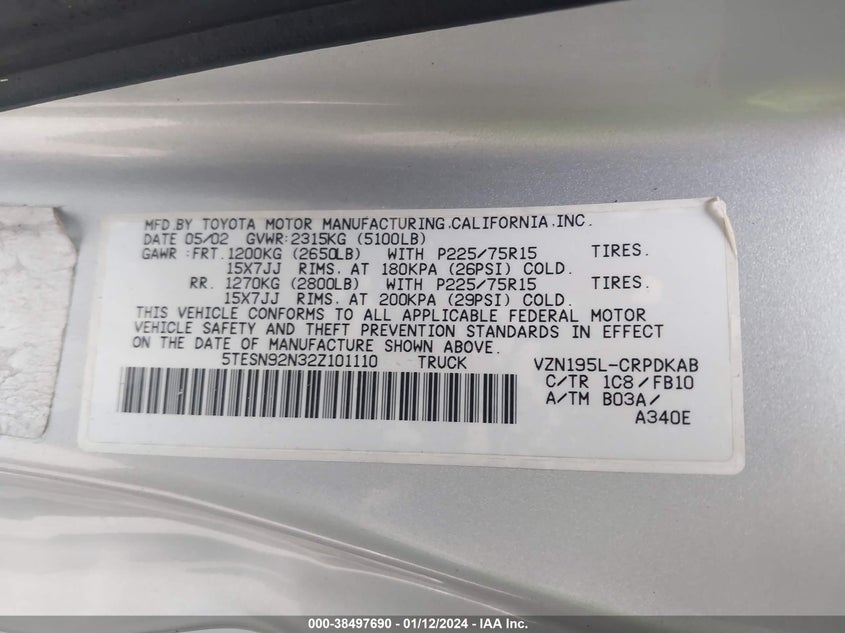 MFD.BY TOYOTA MOTOR MANUFACTURING.CALIFORNIA.INC.
DATE 05/02 GVWR:2315KG (5100LB)
GAWR :FRT.1200KG (2650LB) WITH P225/75R15 TIRES.
15X7JJ RIMS. AT 180KPA (26PSI) COLD.
RR. 1270KG (2800LB) WITH P225/75R15 TIRES.
15X7JJ RIMS. AT 200KPA (29PSI) COLD.
THIS VEHICLE CONFORMS TO ALL APPLICABLE FEDERAL MOTOR
VEHICLE SAFETY AND THEFT PREVENTION STANDARDS IN EFFECT
ON THE DATE OF MANUFACTURE SHOWN ABOVE.
5TESN92N32Z101110 TRUCK VZN195L-CRPDKAB
C/TR 1C8/FB10
A/TM B03A/
A340E
000-38497690 - 01/12/2024 - IAA Inc.